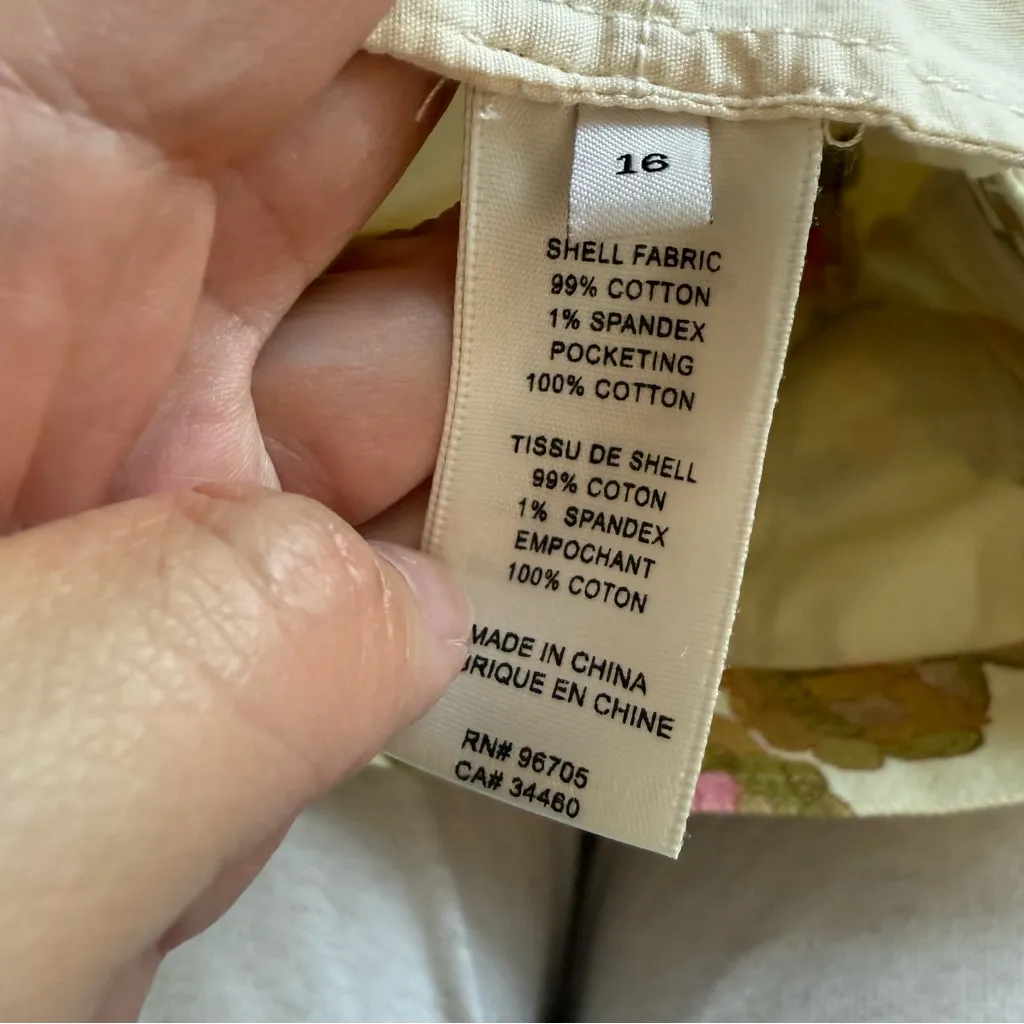 16
SHELL FABRIC
99% COTTON
1% SPANDEX
POCKETING
100% COTTON
TISSU DE SHELL
99% COTON
1% SPANDEX
EMPOCHANT
100% COTON
MADE IN CHINA
EN CHINE
RN# 96705
CA# 34460